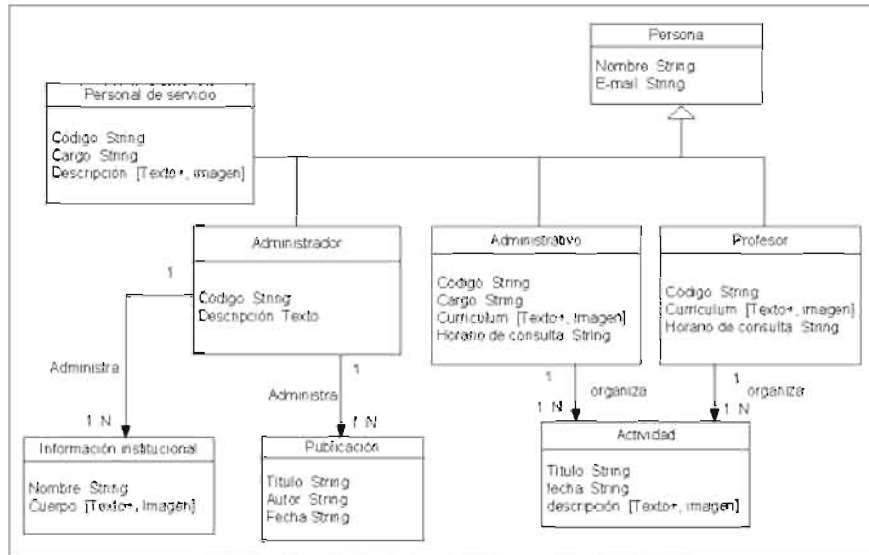 Persona
Nombre String
E-mail String
Personal de servicio
Código String
Cargo String
Descripción [Texto+, imagen]
Administrador
Código String
Descripción Texto
Administrativo
Código String
Cargo String
Curriculum [Texto+, Imagen]
Horario de consulta String
Profesor
Código String
Curriculum [Texto+, Imagen]
Horario de consulta String
1
Administra
1 N
1
Administra
1 N
1
organiza
1 N
1
organiza
1 N
Información institucional
Nombre String
Cuerpo [Texto+, Imagen]
Publicación
Título String
Autor String
Fecha String
Actividad
Título String
fecha String
descripción [Texto+, imagen]